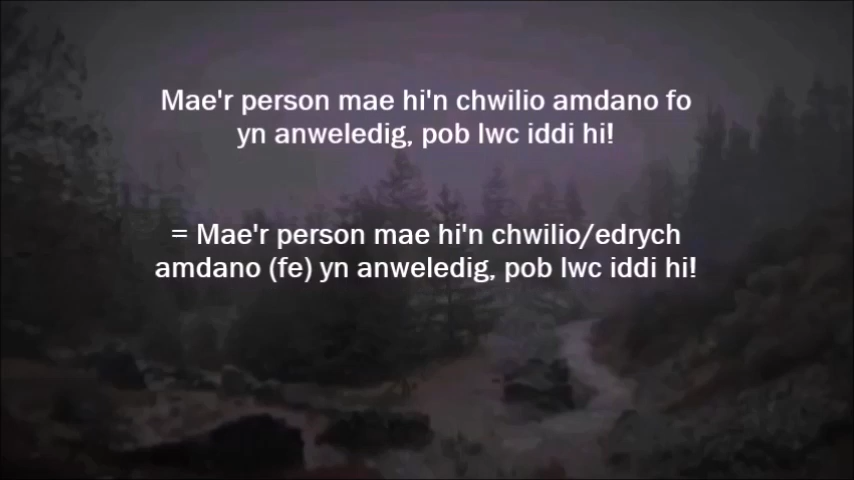 Mae'r person mae hi'n chwilio amdano fo
yn anweledig, pob lwc iddi hi!
= Mae'r person mae hi'n chwilio/edrych
amdano (fe) yn anweledig, pob lwc iddi hi!